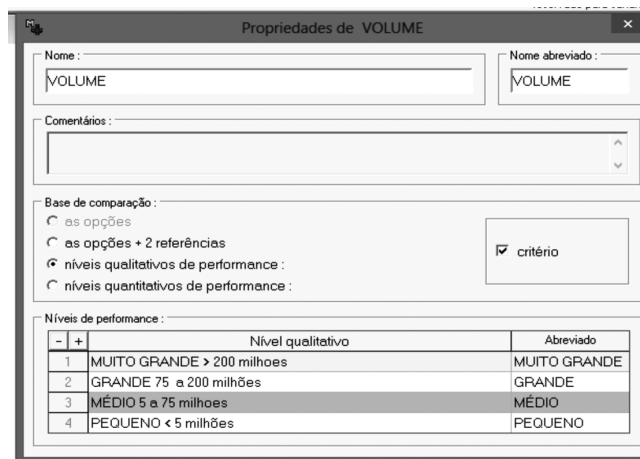 Propriedades de VOLUME
×
Nome :
Nome abreviado :
VOLUME
VOLUME
Comentários :
Base de comparação :
as opções
as opções + 2 referências
níveis qualitativos de performance :
níveis quantitativos de performance :
critério
Níveis de performance :
- + Nível qualitativo Abreviado
1 MUITO GRANDE > 200 milhoes MUITO GRANDE
2 GRANDE 75 a 200 milhões GRANDE
3 MÉDIO 5 a 75 milhoes MÉDIO
4 PEQUENO < 5 milhões PEQUENO